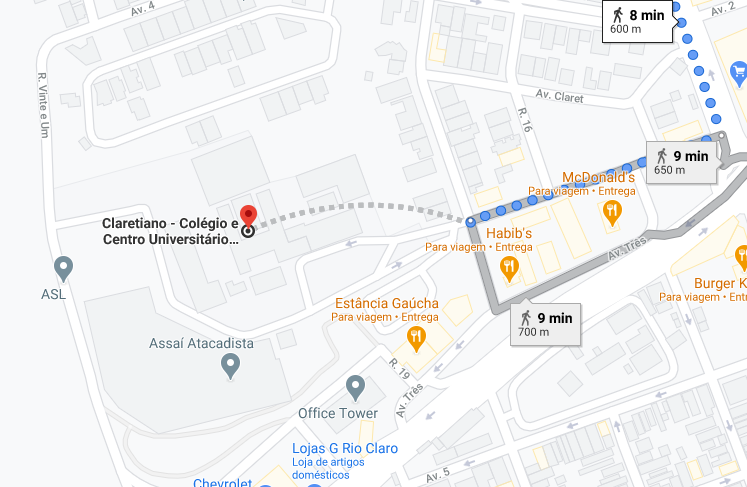 Av. 4
8 min
600 m
Av. 2
R. Vinte e Um
Av. Claret
R. 16
9 min
650 m
McDonald's
Para viagem • Entrega
Claretiano - Colégio e
Centro Universitário...
Habib's
Para viagem • Entrega
Av. Três
ASL
Burger K
Para viagem • Entr
Estância Gaúcha
Para viagem • Entrega
9 min
700 m
Assaí Atacadista
R. 19
Av. Três
Office Tower
Lojas G Rio Claro
Loja de artigos
domésticos
Av. 5
Chevrolet